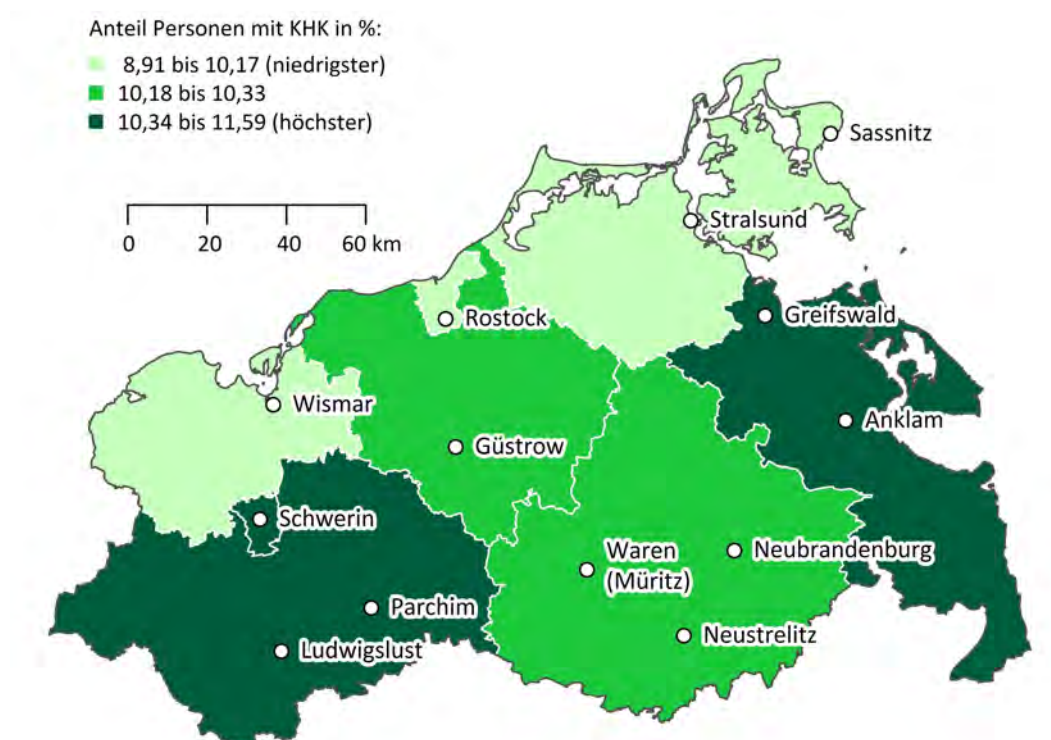 Anteil Personen mit KHK in %:
8,91 bis 10,17 (niedrigster)
10,18 bis 10,33
10,34 bis 11,59 (höchster)
0 20 40 60 km
Sassnitz
Stralsund
Rostock
Greifswald
Wismar
Anklam
Güstrow
Schwerin
Waren
(Müritz)
Neubrandenburg
Parchim
Neustrelitz
Ludwigslust